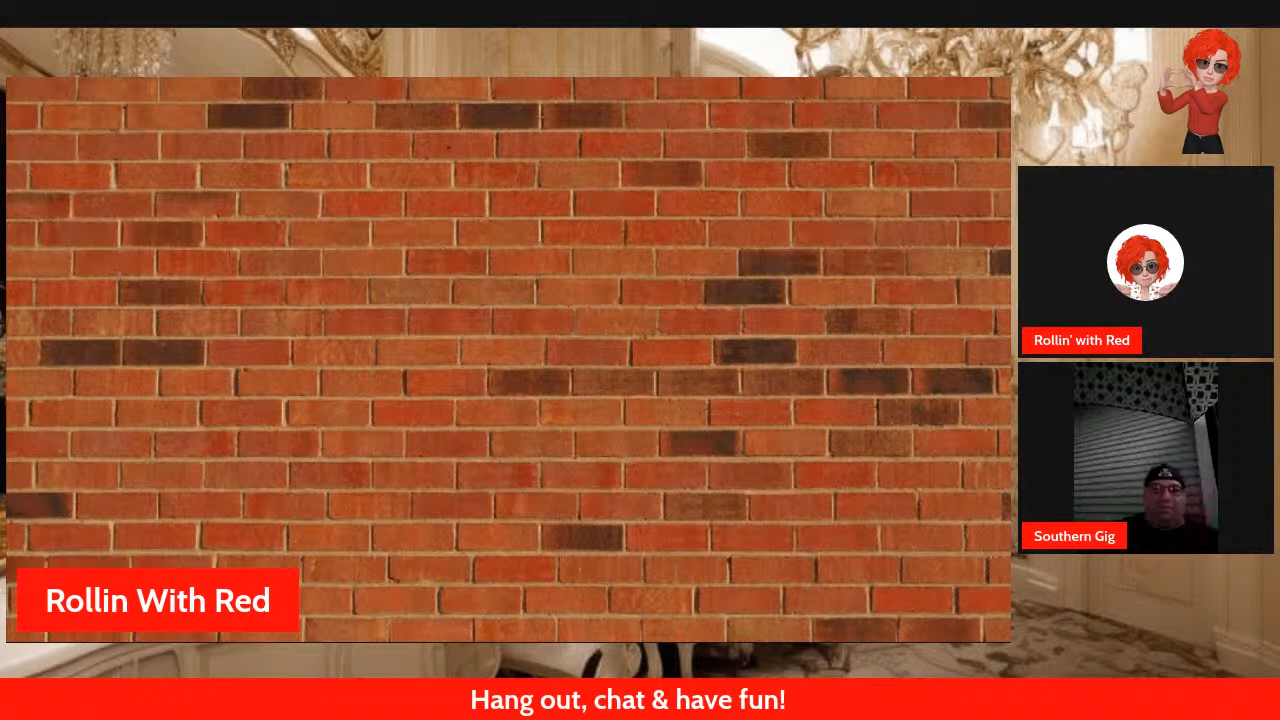 Rollin' with Red
Southern Gig
Rollin With Red
Hang out, chat & have fun!